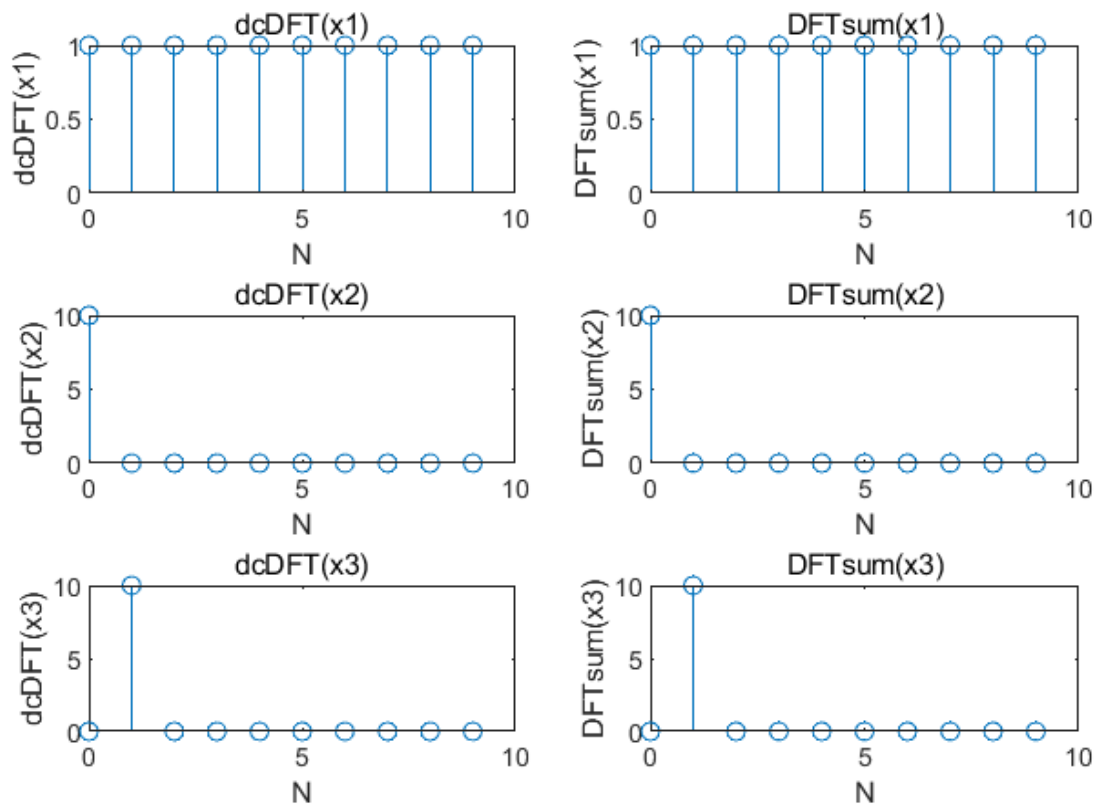 dcDFT(x1)
dcDFT(x1)
1
0.5
0
0 5 10
N
DFTsum(x1)
DFTsum(x1)
1
0.5
0
0 5 10
N
dcDFT(x2)
dcDFT(x2)
10
5
0
0 5 10
N
DFTsum(x2)
DFTsum(x2)
10
5
0
0 5 10
N
dcDFT(x3)
dcDFT(x3)
10
5
0
0 5 10
N
DFTsum(x3)
DFTsum(x3)
10
5
0
0 5 10
N